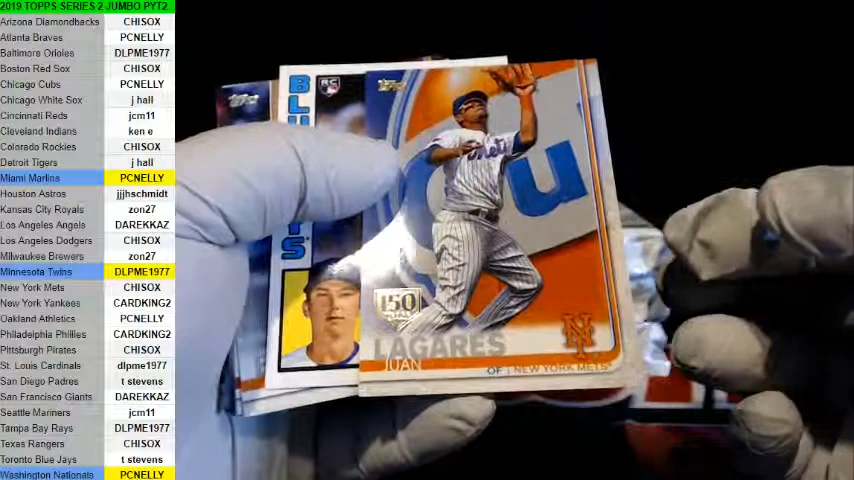 2019 TOPPS SERIES 2 JUMBO PYT2
Arizona Diamondbacks CHISOX
Atlanta Braves PCNELLY
Baltimore Orioles DLPME1977
Boston Red Sox CHISOX
Chicago Cubs PCNELLY
Chicago White Sox j hall
Cincinnati Reds jcm11
Cleveland Indians ken e
Colorado Rockies CHISOX
Detroit Tigers j hall
Miami Marlins PCNELLY
Houston Astros jjjhschmidt
Kansas City Royals zon27
Los Angeles Angels DAREKKAZ
Los Angeles Dodgers CHISOX
Milwaukee Brewers zon27
Minnesota Twins DLPME1977
New York Mets CHISOX
New York Yankees CARDKING2
Oakland Athletics PCNELLY
Philadelphia Phillies CARDKING2
Pittsburgh Pirates CHISOX
St. Louis Cardinals dlpme1977
San Diego Padres t stevens
San Francisco Giants DAREKKAZ
Seattle Mariners jcm11
Tampa Bay Rays DLPME1977
Texas Rangers CHISOX
Toronto Blue Jays t stevens
Washington Nationals PCNELLY
Topps
RC
BLU
S
Topps
Mets
u
150
LAGARES
JUAN
OF | NEW YORK METS
NY